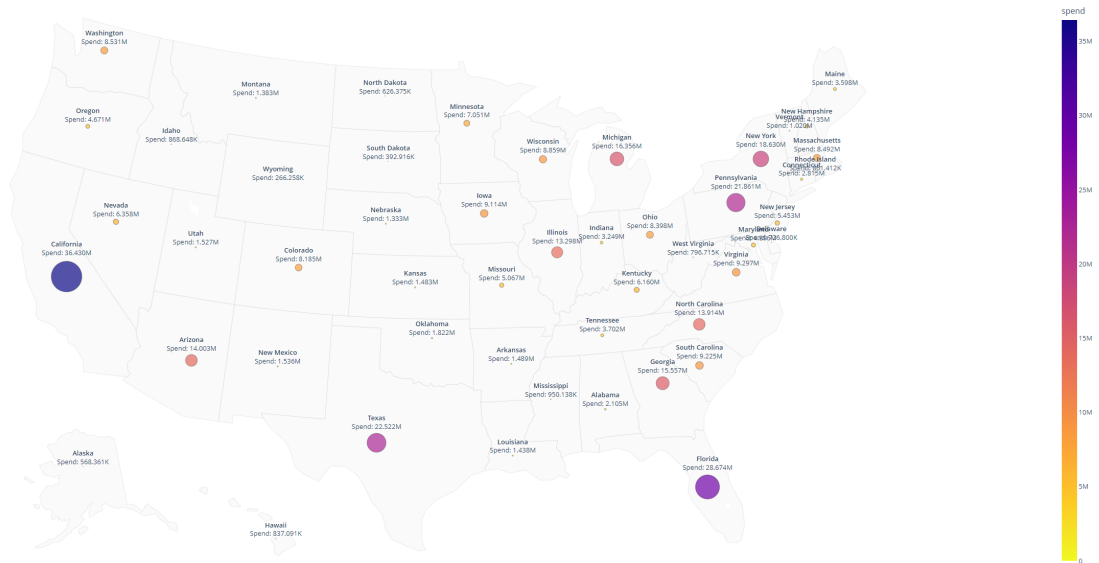 spend
35M
30M
25M
20M
15M
10M
5M
0
Washington
Spend: 8.531M
Oregon
Spend: 4.671M
Idaho
Spend: 868.648K
Montana
Spend: 1.383M
North Dakota
Spend: 626.375K
Minnesota
Spend: 7.051M
South Dakota
Spend: 392.916K
Wyoming
Spend: 266.258K
Wisconsin
Spend: 8.859M
Michigan
Spend: 16.356M
Maine
Spend: 3.598M
New Hampshire
Spend: 4.135M
Vermont
New York
Spend: 18.630M
Massachusetts
Spend: 8.492M
Rhode Island
Connecticut
Spend: 2.815M
Pennsylvania
Spend: 21.861M
New Jersey
Spend: 5.453M
Maryland
Delaware
Virginia
Spend: 9.297M
West Virginia
Spend: 796.715K
Ohio
Spend: 8.398M
Indiana
Spend: 3.249M
Illinois
Spend: 13.298M
Iowa
Spend: 9.114M
Nebraska
Spend: 1.333M
Nevada
Spend: 6.358M
Utah
Spend: 1.527M
Colorado
Spend: 8.185M
California
Spend: 36.430M
Kansas
Spend: 1.483M
Missouri
Spend: 5.067M
Kentucky
Spend: 6.160M
North Carolina
Spend: 13.914M
Tennessee
Spend: 3.702M
South Carolina
Spend: 9.225M
Georgia
Spend: 15.557M
Oklahoma
Spend: 1.822M
Arkansas
Spend: 1.489M
Arizona
Spend: 14.003M
New Mexico
Spend: 1.536M
Mississippi
Spend: 950.138K
Alabama
Spend: 2.105M
Texas
Spend: 22.522M
Louisiana
Spend: 1.438M
Florida
Spend: 28.674M
Alaska
Spend: 568.361K
Hawaii
Spend: 837.091K